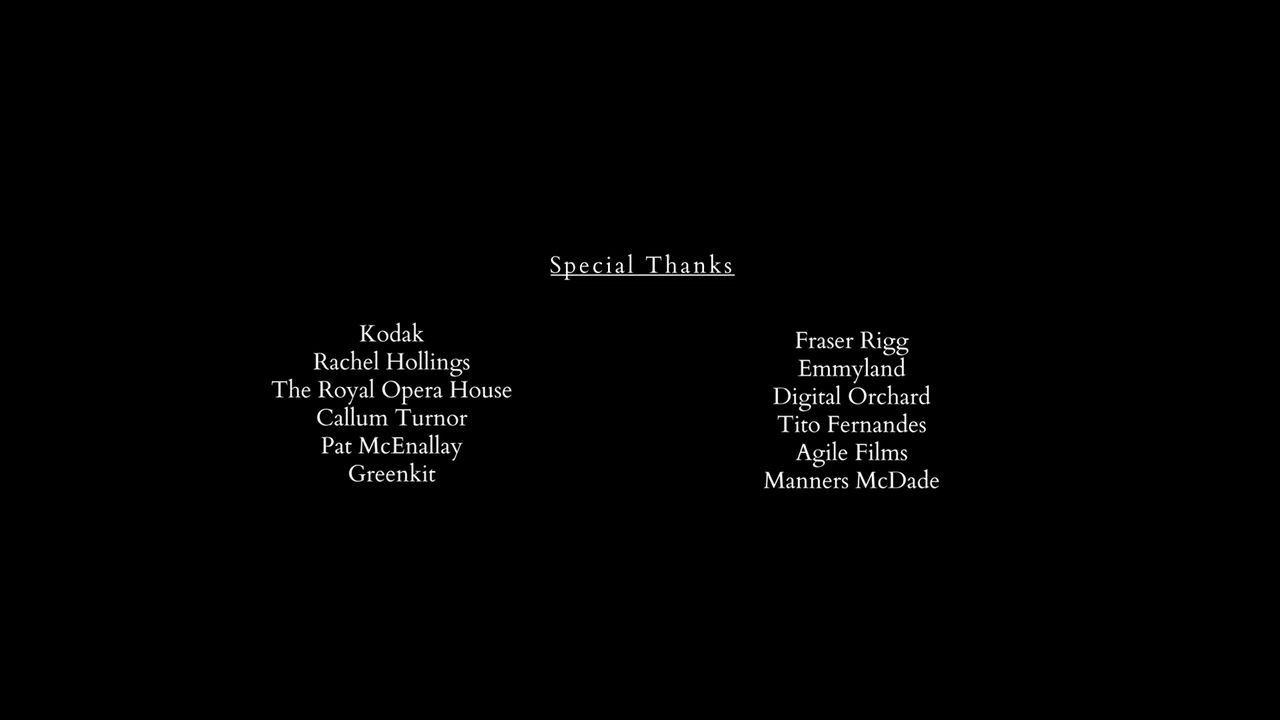 Special Thanks
Kodak
Rachel Hollings
The Royal Opera House
Callum Turnor
Pat McEnallay
Greenkit
Fraser Rigg
Emmyland
Digital Orchard
Tito Fernandes
Agile Films
Manners McDade